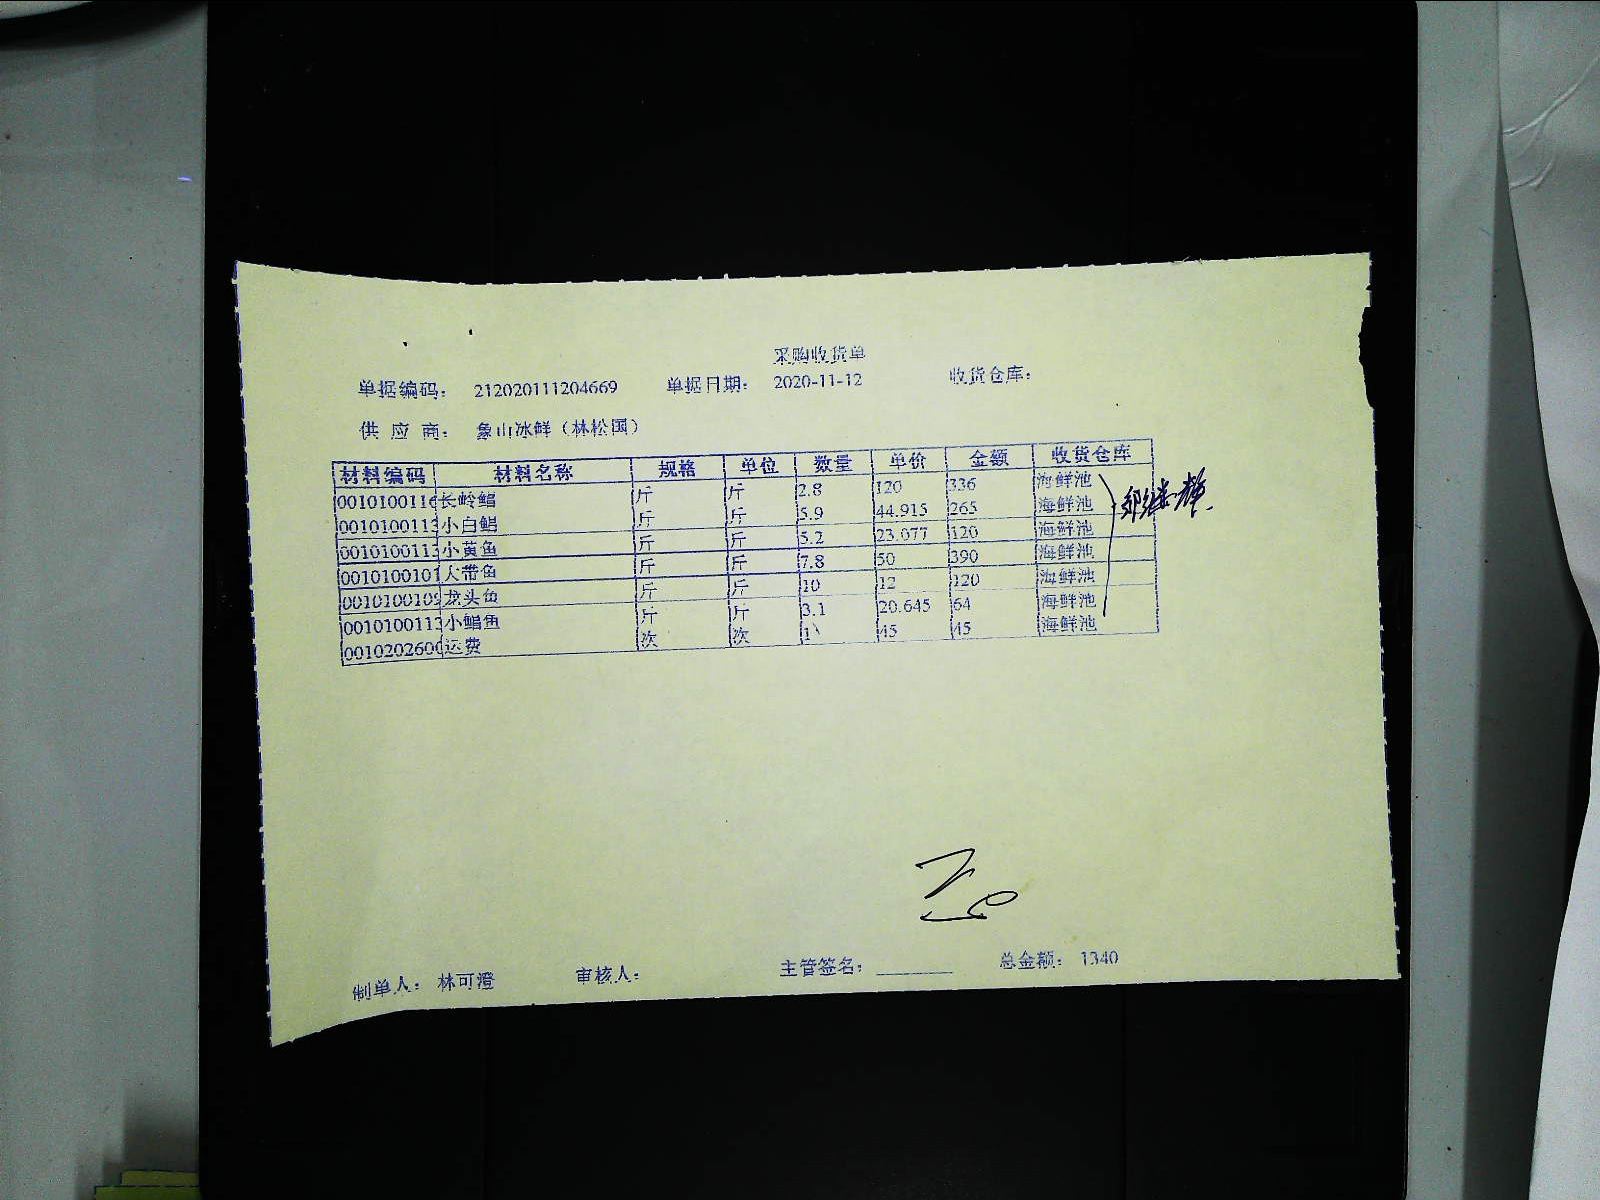 采购收货单
单据编码： 212020111204669 单据日期： 2020-11-12 收货仓库：
供 应 商： 象山冰鲜（林松国）
材料编码 材料名称 规格 单位 数量 单价 金额 收货仓库
001010011 长岭鲳 斤 斤 2.8 120 336 海鲜池
001010011 小白鲳 斤 斤 5.9 44.915 265 海鲜池
001010011 小黄鱼 斤 斤 5.2 23.077 120 海鲜池
001010010 大带鱼 斤 斤 7.8 50 390 海鲜池
001010010 龙头鱼 斤 斤 10 12 120 海鲜池
001010011 小鲳鱼 斤 斤 3.1 20.645 64 海鲜池
001020260 运费 次 次 1 45 45 海鲜池
制单人： 林可澄 审核人： 主管签名： 总金额： 1340